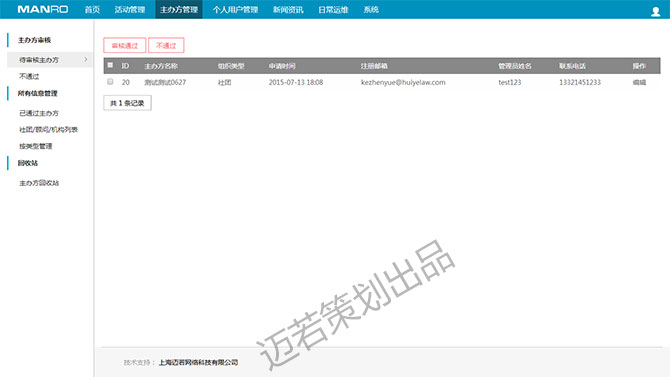 MANRO 首页 活动管理 主办方管理 个人用户管理 新闻资讯 日常运维 系统
主办方审核
待审核主办方
不通过
所有信息管理
已通过主办方
社团/顾问/机构列表
按类型管理
回收站
主办方回收站
审核通过 不通过
ID 主办方名称 组织类型 申请时间 注册邮箱 管理员姓名 联系电话 操作
20 测试测试0627 社团 2015-07-13 18:08 kezhenyue@huiyelaw.com test123 13321451233 编辑
共 1 条记录
迈若策划出品
技术支持： 上海迈若网络科技有限公司